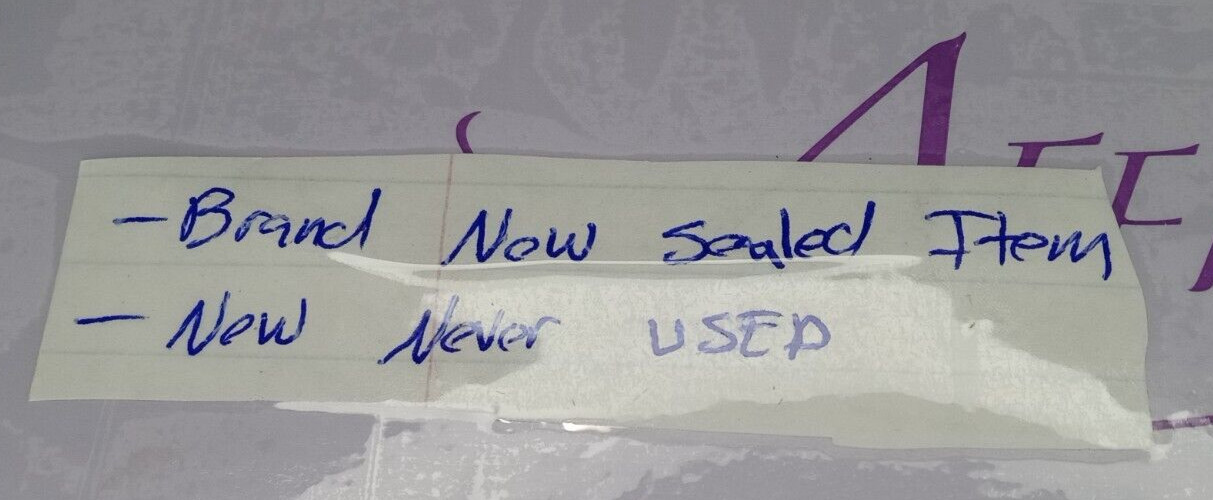 - Brand New Sealed Item
- New Never USED